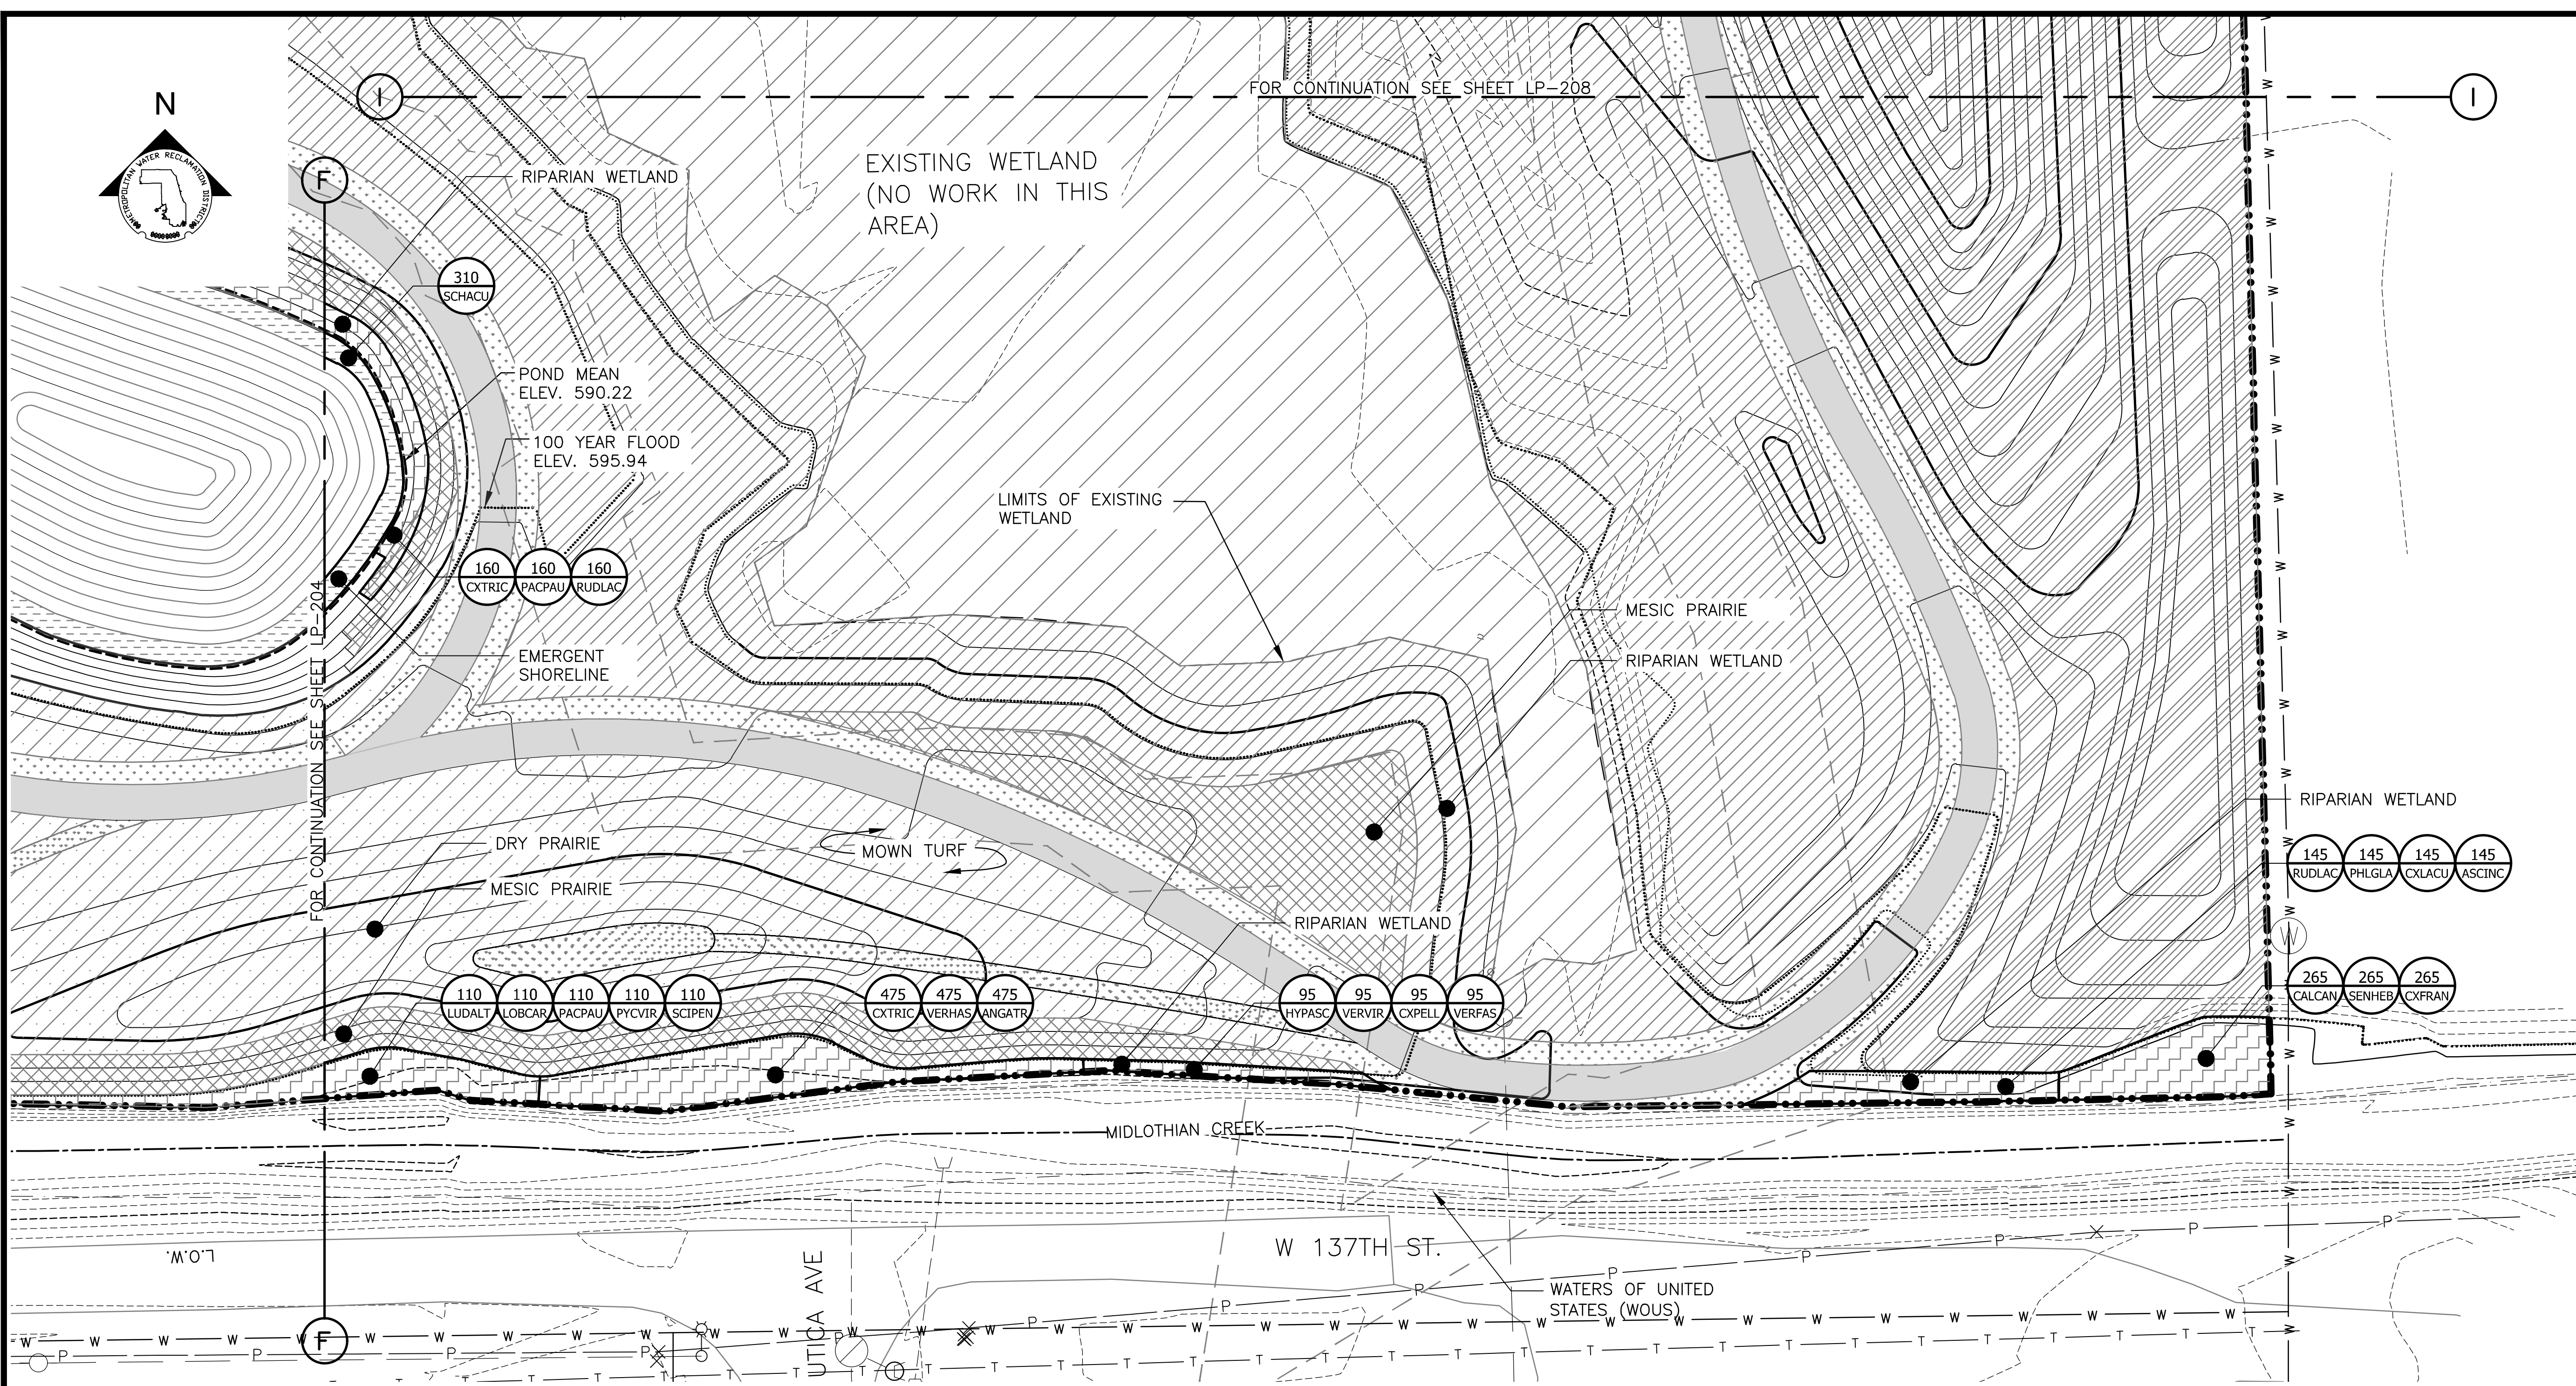 FOR CONTINUATION SEE SHEET LP-208
I
I
N
METROPOLITAN WATER RECLAMATION DISTRICT
F
RIPARIAN WETLAND
EXISTING WETLAND
(NO WORK IN THIS
AREA)
310
SCHACU
POND MEAN
ELEV. 590.22
100 YEAR FLOOD
ELEV. 595.94
LIMITS OF EXISTING
WETLAND
160 160 160
CXTRIC PACPAU RUDLAC
EMERGENT
SHORELINE
FOR CONTINUATION SEE SHEET LP-204
MESIC PRAIRIE
RIPARIAN WETLAND
RIPARIAN WETLAND
DRY PRAIRIE
MOWN TURF
145 145 145 145
RUDLAC PHLGLA CXLACU ASCINC
MESIC PRAIRIE
RIPARIAN WETLAND
W
110 110 110 110 110
LUDALT LOBCAR PACPAU PYCVIR SCIPEN
475 475 475
CXTRIC VERHAS ANGATR
95 95 95 95
HYPASC VERVIR CXPELL VERFAS
265 265 265
CALCAN SENHEB CXFRAN
MIDLOTHIAN CREEK
L.O.W.
UTICA AVE
W 137TH ST.
WATERS OF UNITED
STATES (WOUS)
F